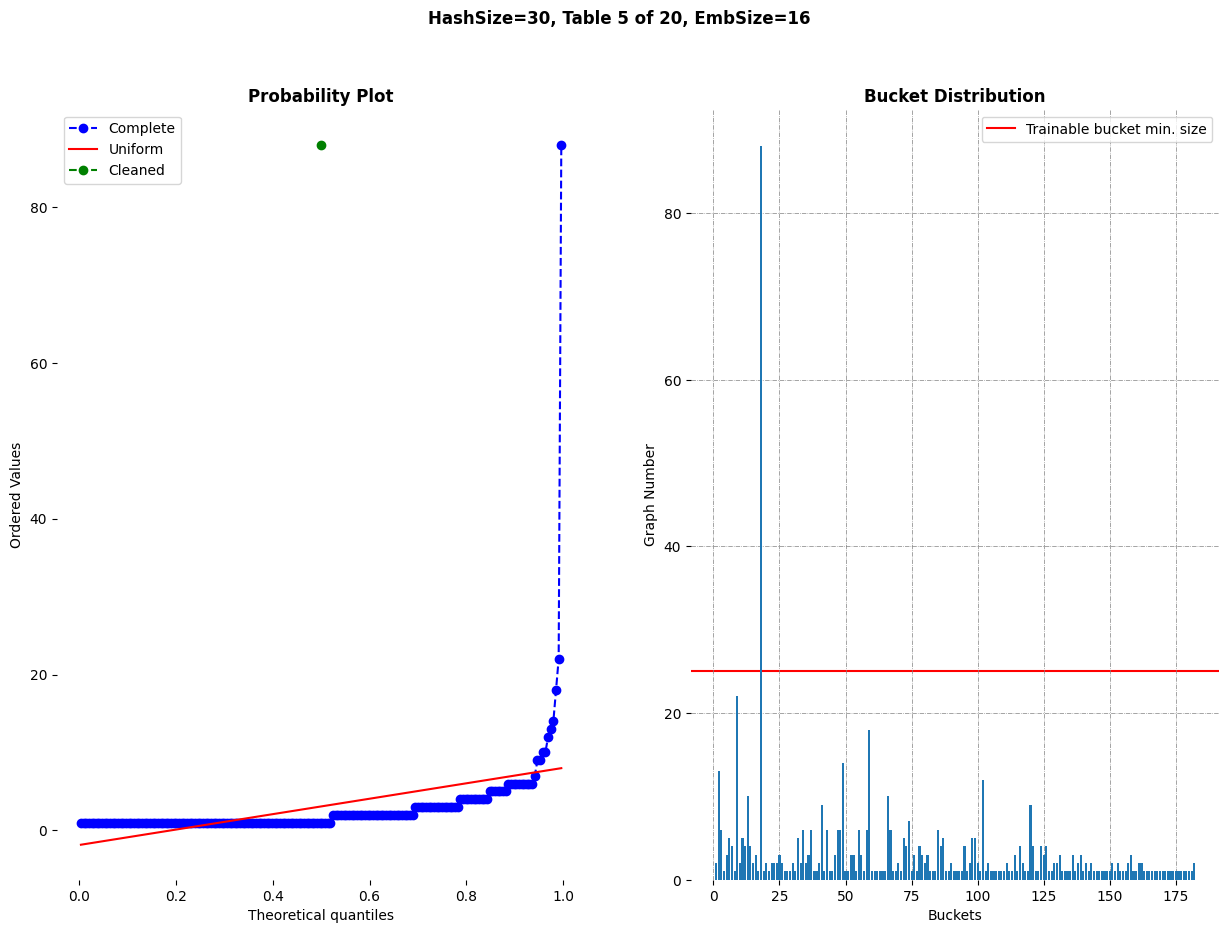 HashSize=30, Table 5 of 20, EmbSize=16
Probability Plot
Complete
Uniform
Cleaned
80
60
40
20
0
Ordered Values
0.0 0.2 0.4 0.6 0.8 1.0
Theoretical quantiles
Bucket Distribution
Trainable bucket min. size
80
60
40
20
0
Graph Number
0 25 50 75 100 125 150 175
Buckets